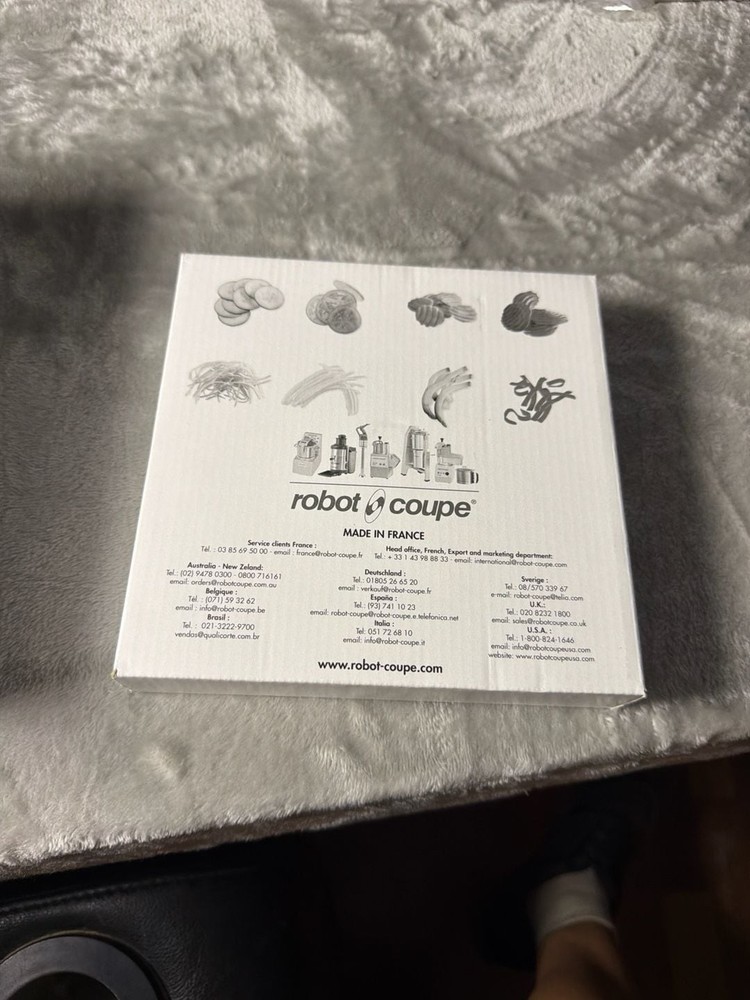 robot coupe®
MADE IN FRANCE
Service clients France :
Tél. : 03 85 69 50 00 - email : france@robot-coupe.fr
Head office, French, Export and marketing department:
Tel.: + 33 1 43 98 88 33 - email: international@robot-coupe.com
Australia - New Zeland:
Tel.: (02) 9478 0300 - 0800 716161
email: orders@robotcoupe.com.au
Belgique :
Tél. : (071) 59 32 62
email : info@robot-coupe.be
Brasil :
Tel. : 021-3222-9700
vendas@qualicorte.com.br
Deutschland :
Tel.: 01805 26 65 20
email : verkauf@robot-coupe.fr
España :
Tel.: (93) 741 10 23
email : robot-coupe@robot-coupe.e.telefonica.net
Italia :
Tel: 051 72 68 10
email: info@robot-coupe.it
Sverige :
Tel.: 08/570 339 67
e-mail: robot-coupe@telia.com
U.K.:
Tel.: 020 8232 1800
email: sales@robotcoupe.co.uk
U.S.A. :
Tel.: 1-800-824-1646
email: info@robotcoupeusa.com
website: www.robotcoupeusa.com
www.robot-coupe.com